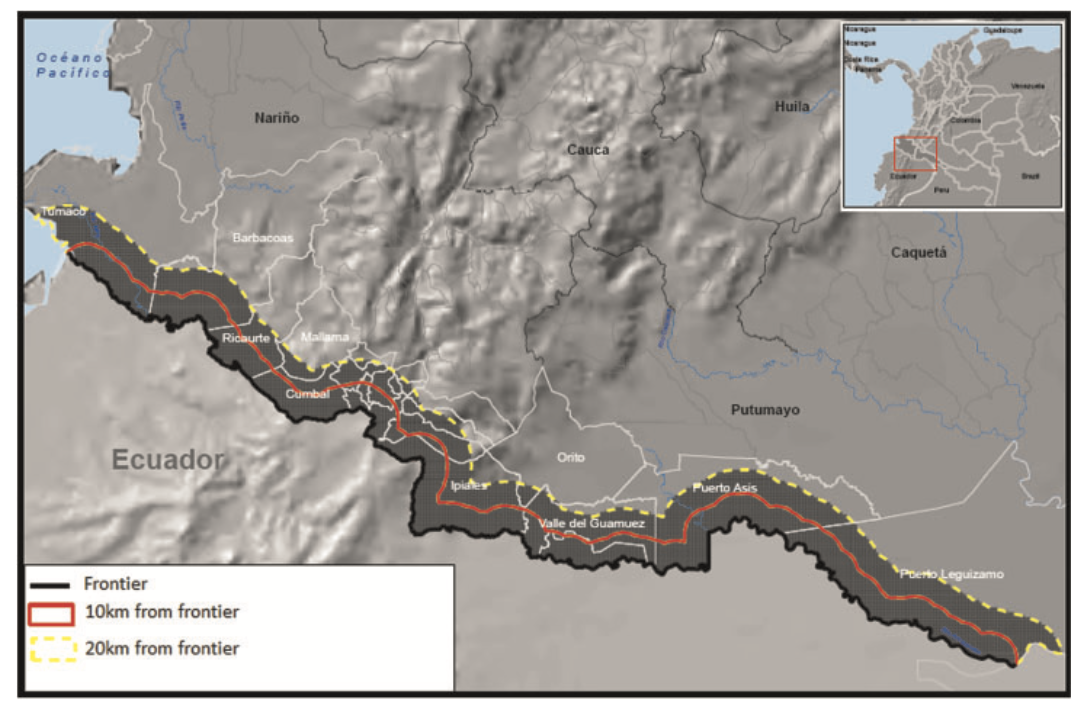 Océano
Pacífico
Nariño
Cauca
Huila
Nicaragua
Nicaragua
Costa Rica
Panama
Guadaloupe
Venezuela
Colombia
Ecuador
Peru
Brazil
Tumaco
Barbacoas
Caquetá
Ricaurte
Mallama
Cumbal
Putumayo
Ecuador
Orito
Ipiales
Puerto Asis
Valle del Guamuez
Puerto Leguizamo
Frontier
10km from frontier
20km from frontier